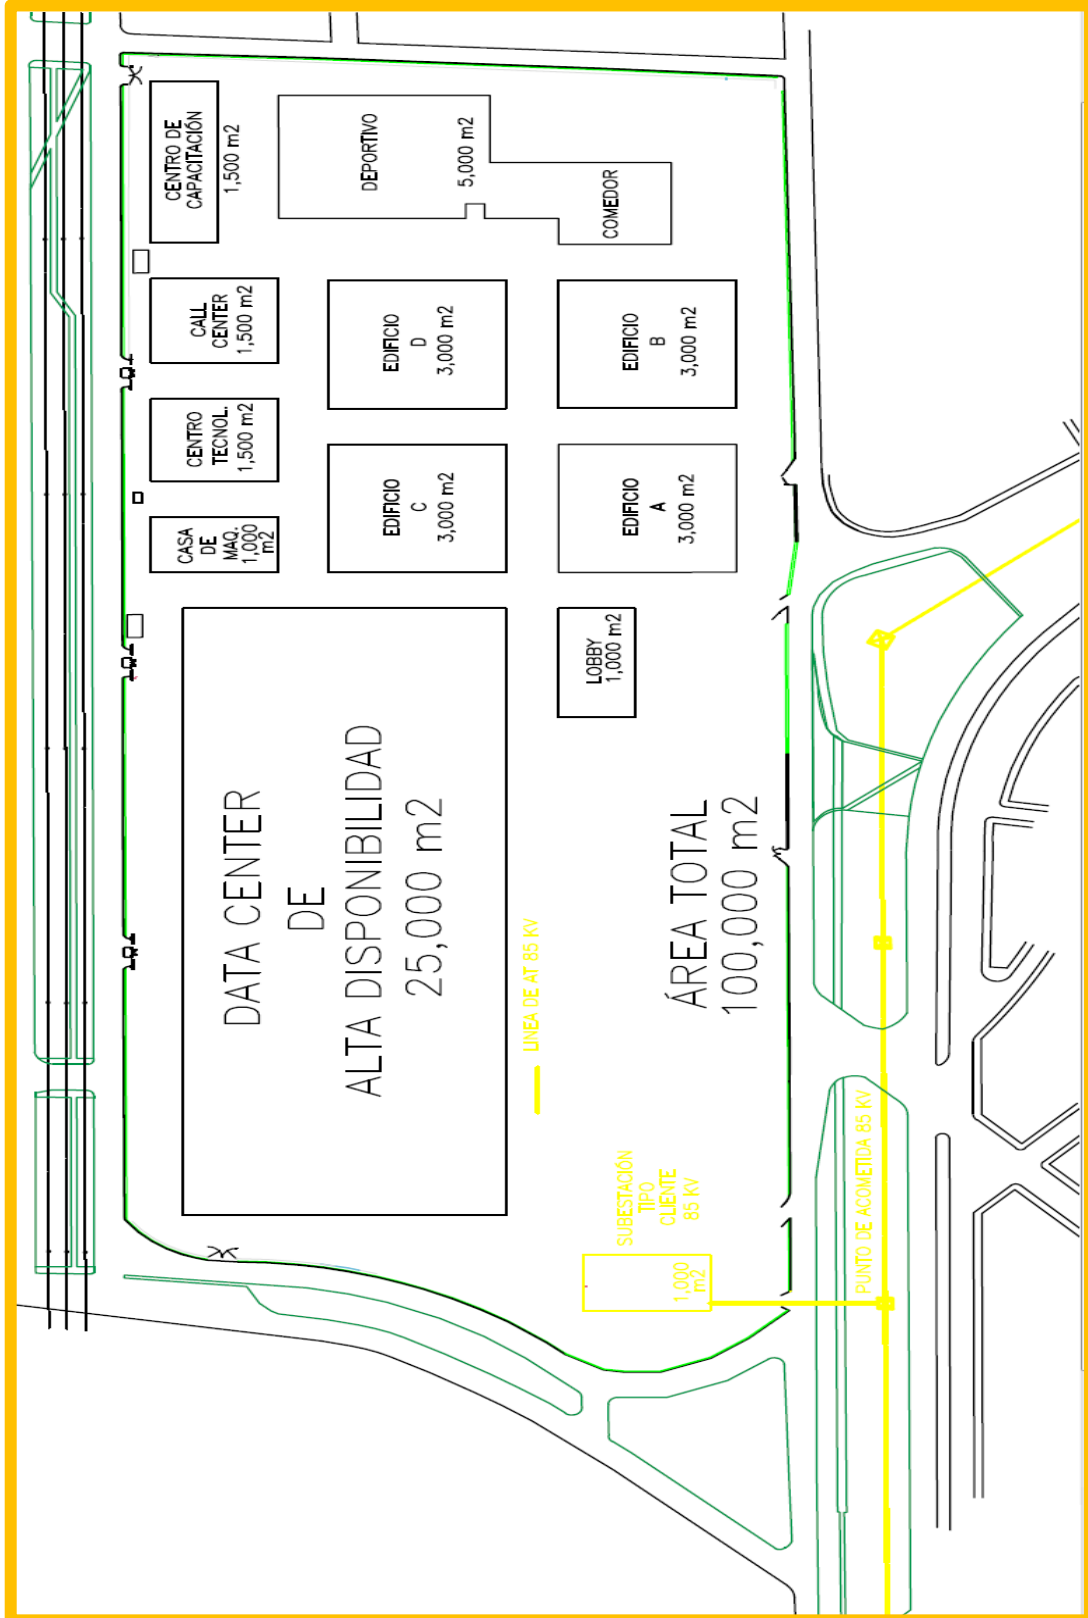 CENTRO DE
CAPACITACIÓN
1,500 m2
DEPORTIVO
5,000 m2
COMEDOR
CALL
CENTER
1,500 m2
EDIFICIO
D
3,000 m2
EDIFICIO
B
3,000 m2
CENTRO
TECNOL.
1,500 m2
EDIFICIO
C
3,000 m2
EDIFICIO
A
3,000 m2
CASA
DE
MAQ.
1,000
m2
LOBBY
1,000 m2
DATA CENTER
DE
ALTA DISPONIBILIDAD
25,000 m2
ÁREA TOTAL
100,000 m2
LINEA DE AT 85 KV
SUBESTACIÓN
TIPO
CLIENTE
85 KV
1,000
m2
PUNTO DE ACOMETIDA 85 KV